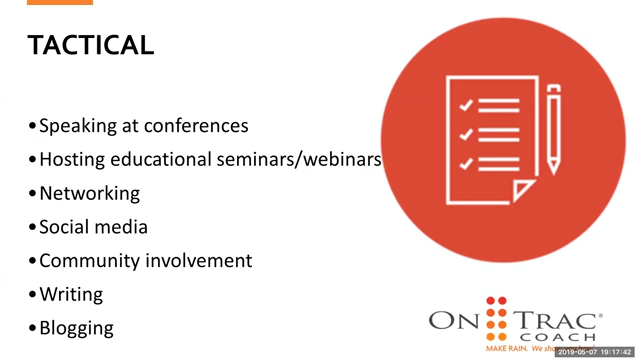 TACTICAL
•Speaking at conferences
•Hosting educational seminars/webinars
•Networking
•Social media
•Community involvement
•Writing
•Blogging
ON TRAC®
COACH
MAKE RAIN. We
2019-05-07 19:17:42